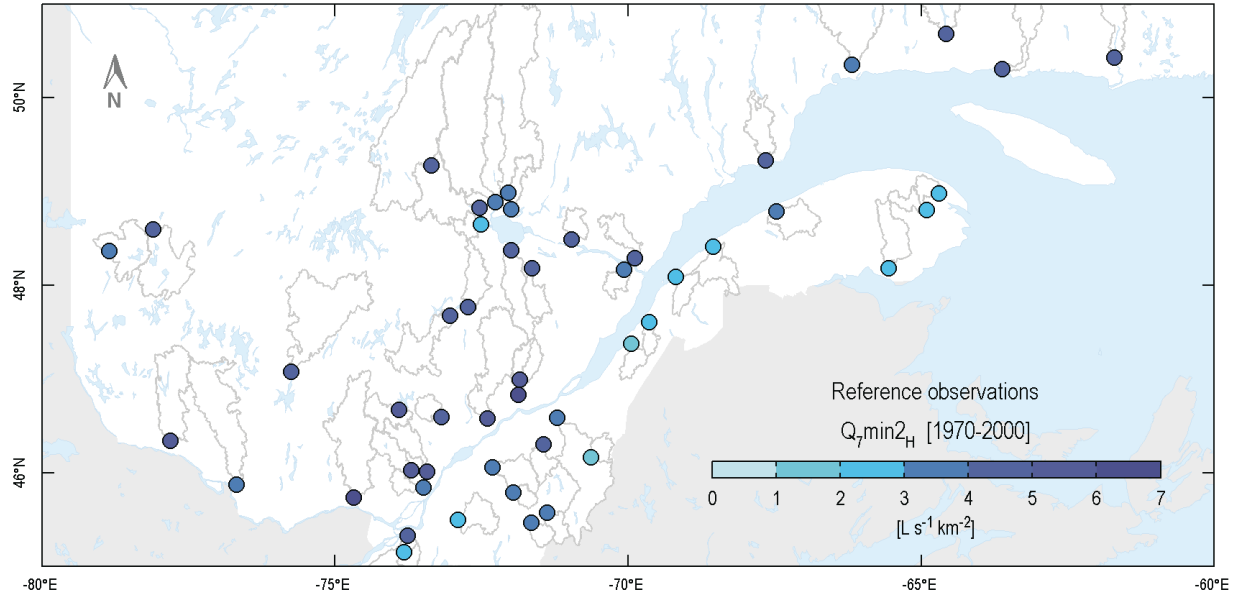 50°N
48°N
46°N
N
Reference observations
Q7min2H [1970-2000]
0 1 2 3 4 5 6 7
[L s-1 km-2]
-80°E -75°E -70°E -65°E -60°E